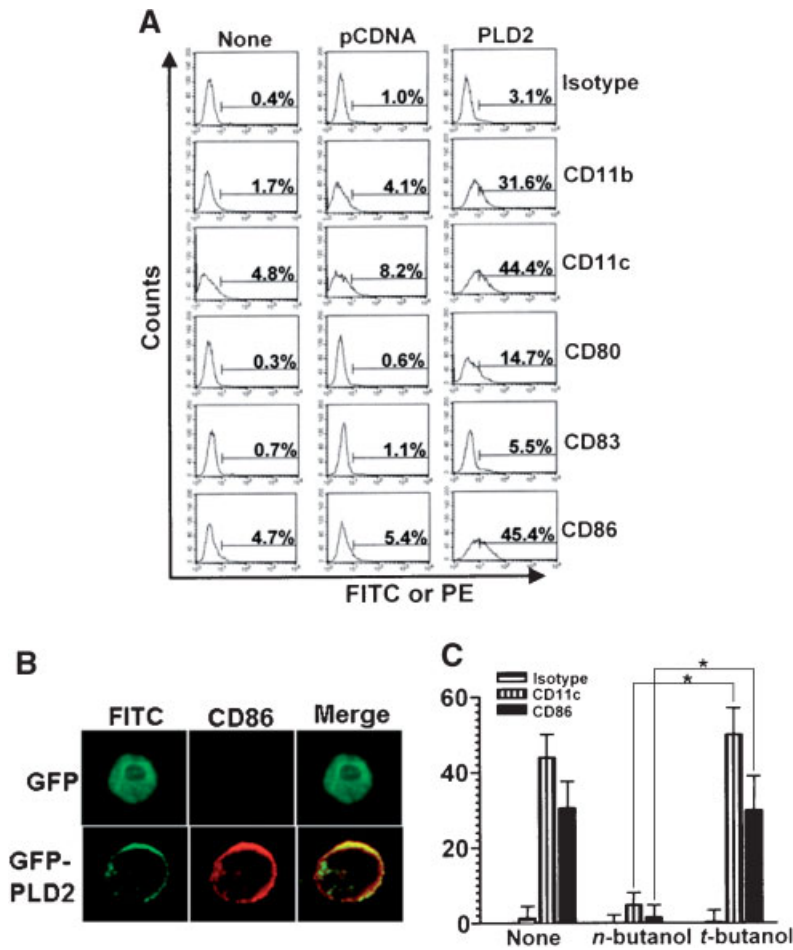 A
None pCDNA PLD2
0.4% 1.0% 3.1% Isotype
1.7% 4.1% 31.6% CD11b
4.8% 8.2% 44.4% CD11c
0.3% 0.6% 14.7% CD80
0.7% 1.1% 5.5% CD83
4.7% 5.4% 45.4% CD86
Counts
FITC or PE
B
FITC CD86 Merge
GFP
GFP-
PLD2
C
Isotype
CD11c
CD86
* 
*
60
40
20
0
None n-butanol t-butanol